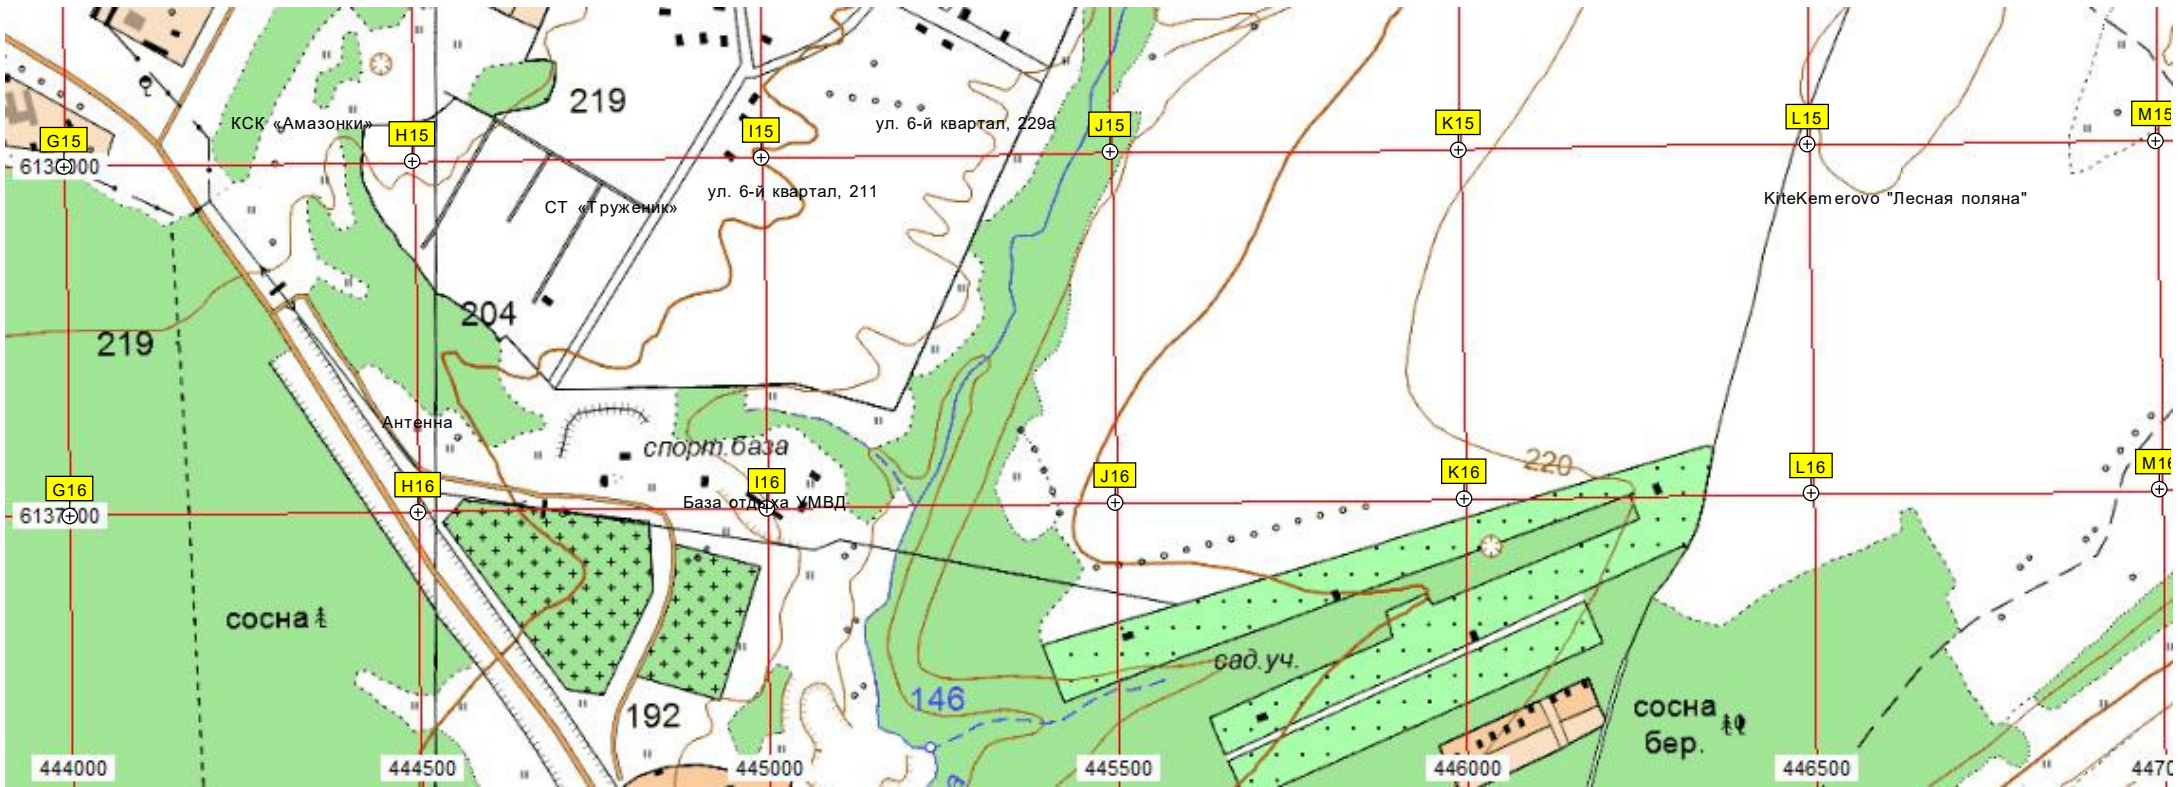 219
КСК «Амазонки»
ул. 6-й квартал, 229а
G15
H15
I15
J15
K15
L15
M15
ул. 6-й квартал, 211
СТ «Труженик»
KiteKemerovo "Лесная поляна"
204
219
Антенна
спорт.база
220
G16
H16
I16
J16
K16
L16
M16
База отдыха УМВД
6137000
сосна
сад.уч.
146
192
сосна
бер.
444000
444500
445000
445500
446000
446500
4470